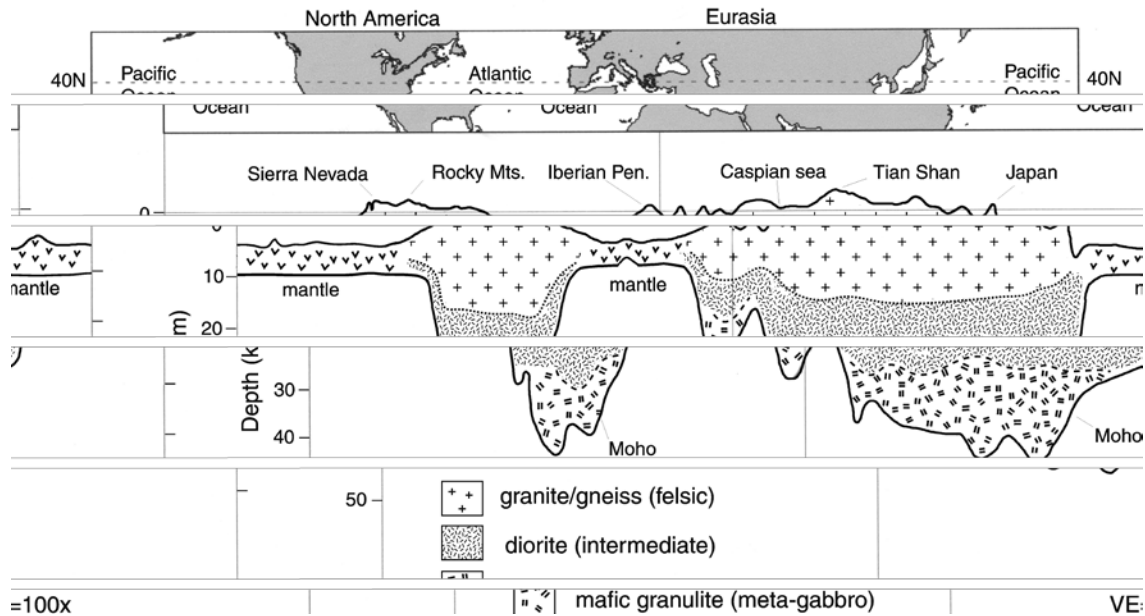 North America Eurasia
40N Pacific Atlantic Pacific 40N
Ocean Ocean Ocean
Sierra Nevada Rocky Mts. Iberian Pen. Caspian sea Tian Shan Japan
0
mantle 10 mantle mantle
m) 20
Depth (k 30
40 Moho Moho
50 granite/gneiss (felsic)
diorite (intermediate)
=100x mafic granulite (meta-gabbro) VE=